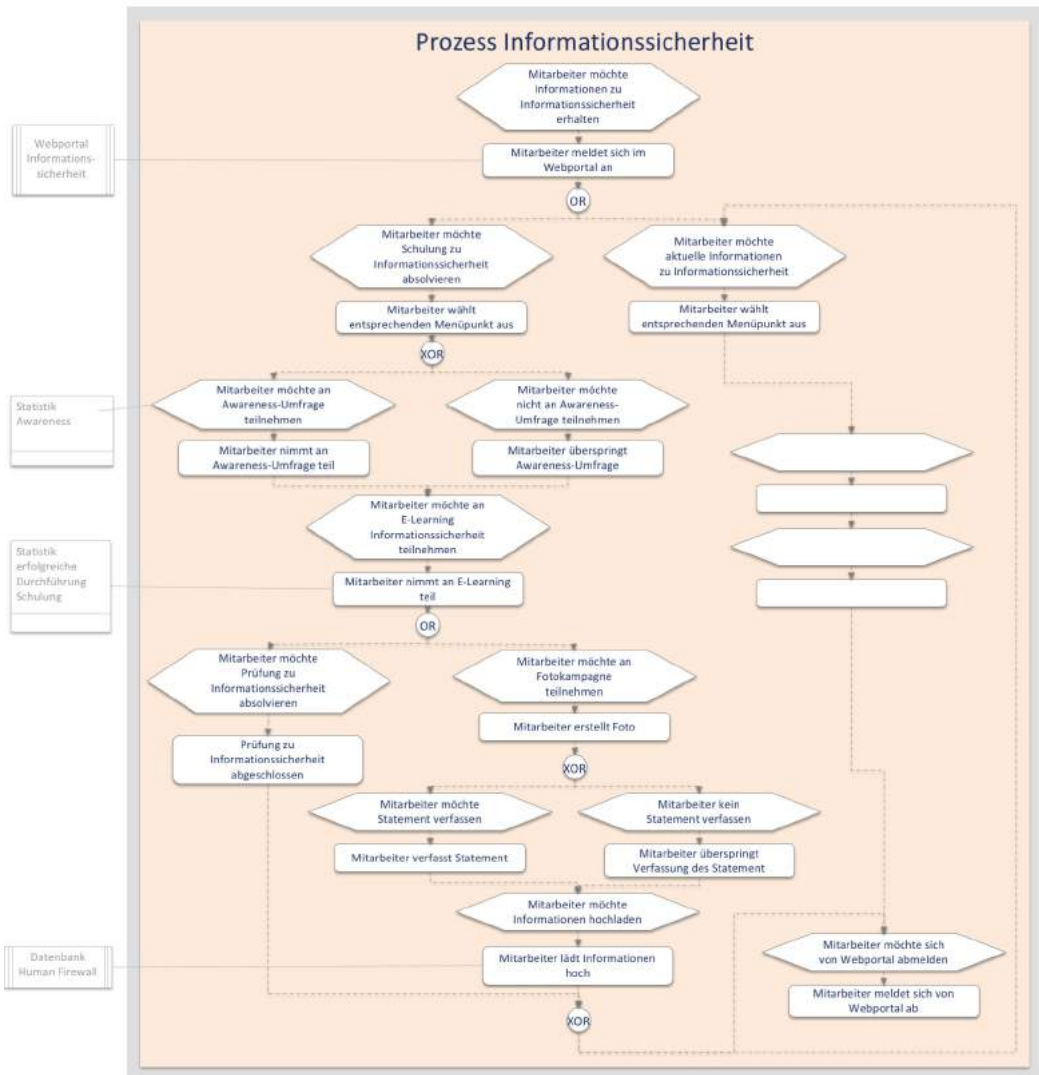 Prozess Informationssicherheit
Mitarbeiter möchte
Informationen zu
Informationssicherheit
erhalten
Webportal
Informations-
sicherheit
Mitarbeiter meldet sich im
Webportal an
OR
Mitarbeiter möchte
Schulung zu
Informationssicherheit
absolvieren
Mitarbeiter möchte
aktuelle Informationen
zu Informationssicherheit
Mitarbeiter wählt
entsprechenden Menüpunkt aus
Mitarbeiter wählt
entsprechenden Menüpunkt aus
XOR
Statistik
Awareness
Mitarbeiter möchte an
Awareness-Umfrage
teilnehmen
Mitarbeiter möchte
nicht an Awareness-
Umfrage teilnehmen
Mitarbeiter nimmt an
Awareness-Umfrage teil
Mitarbeiter überspringt
Awareness-Umfrage
Mitarbeiter möchte an
E-Learning
Informationssicherheit
teilnehmen
Statistik
erfolgreiche
Durchführung
Schulung
Mitarbeiter nimmt an E-Learning
teil
OR
Mitarbeiter möchte
Prüfung zu
Informationssicherheit
absolvieren
Mitarbeiter möchte an
Fotokampagne
teilnehmen
Mitarbeiter erstellt Foto
Prüfung zu
Informationssicherheit
abgeschlossen
XOR
Mitarbeiter möchte
Statement verfassen
Mitarbeiter kein
Statement verfassen
Mitarbeiter verfasst Statement
Mitarbeiter überspringt
Verfassung des Statement
Mitarbeiter möchte
Informationen hochladen
Datenbank
Human Firewall
Mitarbeiter lädt Informationen
hoch
Mitarbeiter möchte sich
von Webportal abmelden
Mitarbeiter meldet sich von
Webportal ab
XOR